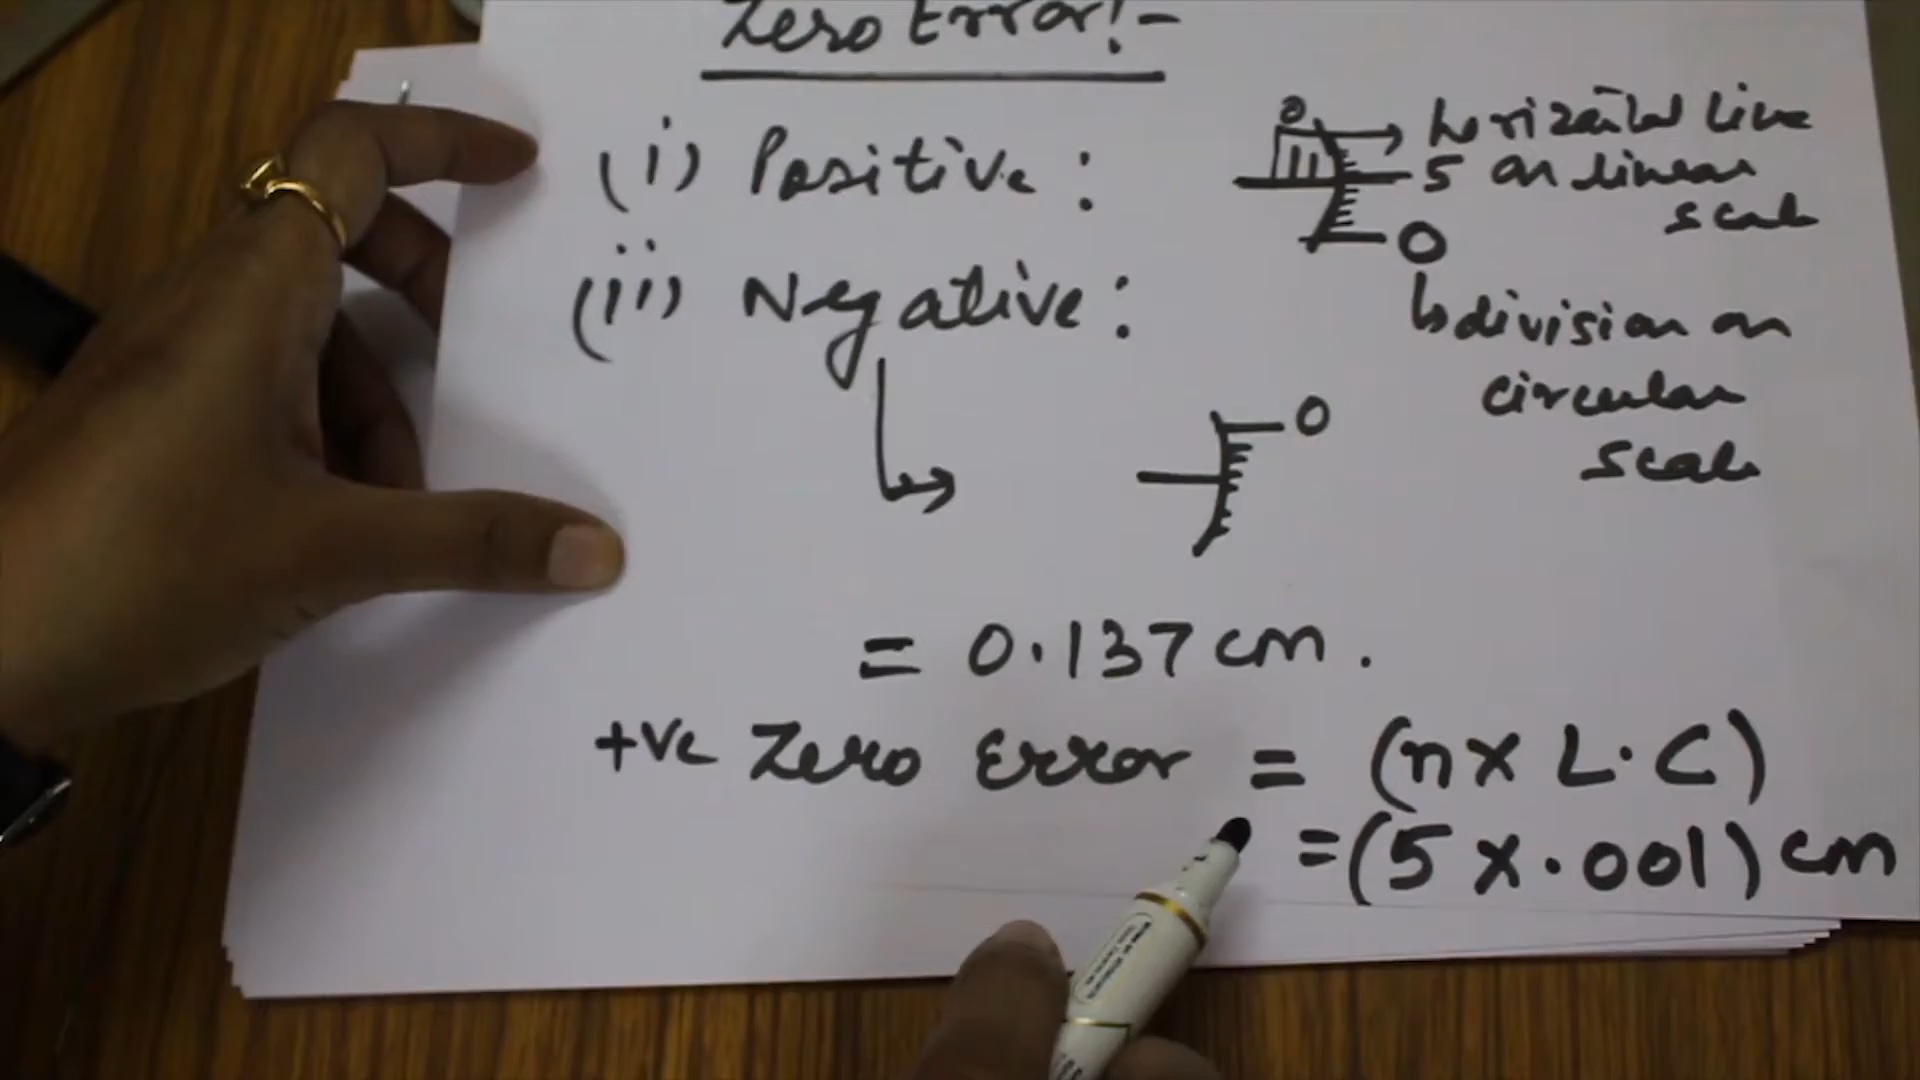 Zero Error:-
(i) Positive:
0 → horizontal line
5 on linear
scale
0
↳ division on
circular
scale
(ii) Negative:
0
= 0.137 cm.
+ve Zero Error = (n x L.C)
= (5 x .001) cm